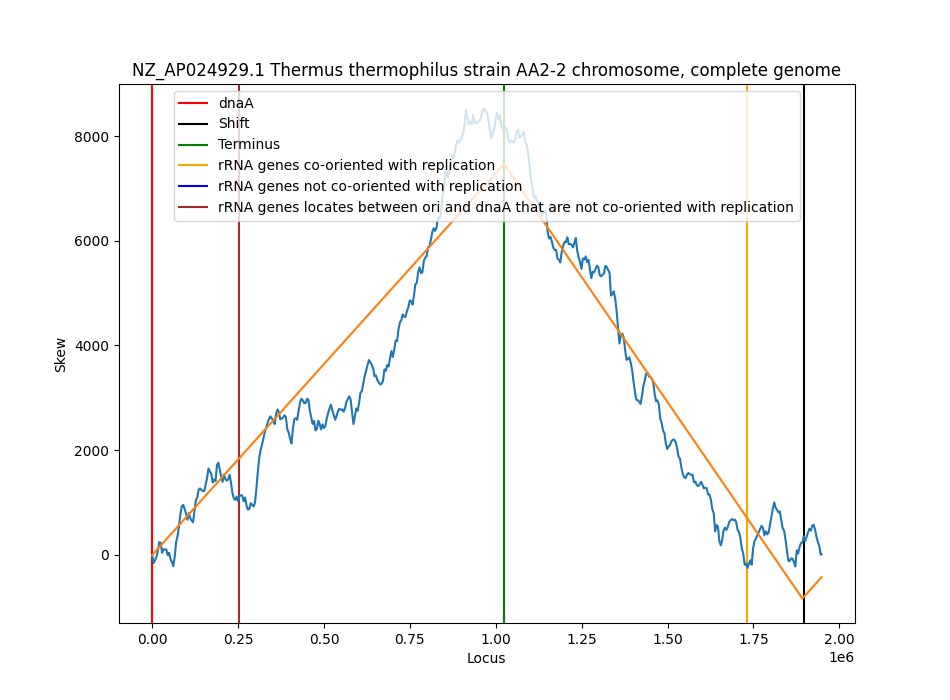 NZ_AP024929.1 Thermus thermophilus strain AA2-2 chromosome, complete genome
dnaA
Shift
Terminus
rRNA genes co-oriented with replication
rRNA genes not co-oriented with replication
rRNA genes locates between ori and dnaA that are not co-oriented with replication
8000
6000
4000
2000
0
Skew
0.00 0.25 0.50 0.75 1.00 1.25 1.50 1.75 2.00
1e6
Locus